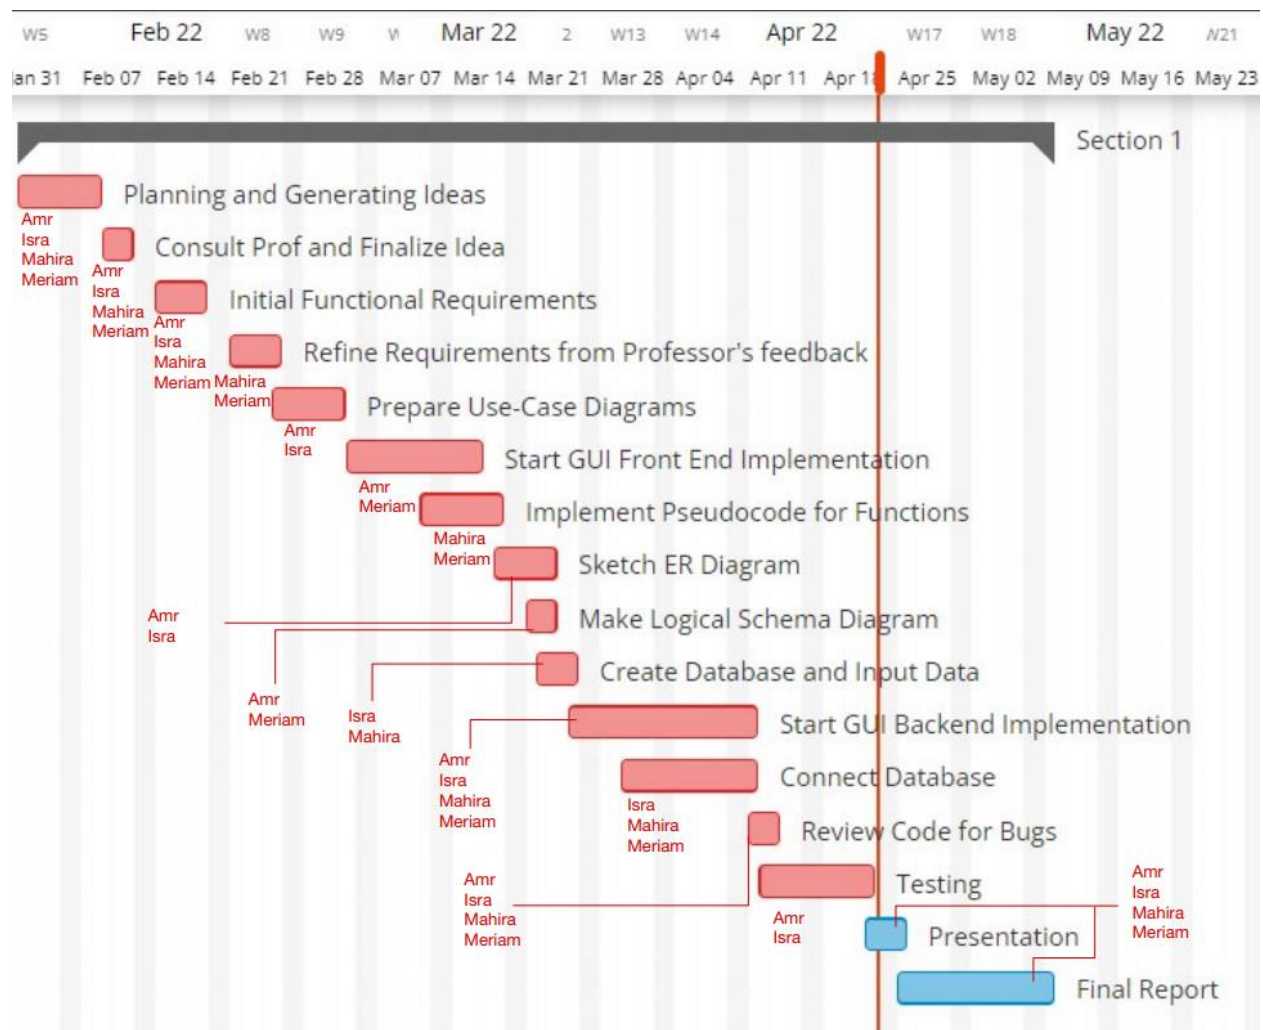 W5 Feb 22 W8 W9 W Mar 22 2 W13 W14 Apr 22 W17 W18 May 22 W21
an 31 Feb 07 Feb 14 Feb 21 Feb 28 Mar 07 Mar 14 Mar 21 Mar 28 Apr 04 Apr 11 Apr 18 Apr 25 May 02 May 09 May 16 May 23
Section 1
Planning and Generating Ideas
Amr
Isra
Mahira
Meriam
Consult Prof and Finalize Idea
Amr
Isra
Mahira
Meriam
Initial Functional Requirements
Amr
Isra
Mahira
Meriam
Refine Requirements from Professor's feedback
Mahira
Meriam
Prepare Use-Case Diagrams
Amr
Isra
Start GUI Front End Implementation
Amr
Meriam
Implement Pseudocode for Functions
Mahira
Meriam
Sketch ER Diagram
Amr
Isra
Make Logical Schema Diagram
Amr
Meriam
Create Database and Input Data
Isra
Mahira
Start GUI Backend Implementation
Amr
Isra
Mahira
Meriam
Connect Database
Isra
Mahira
Meriam
Review Code for Bugs
Amr
Isra
Mahira
Meriam
Testing
Amr
Isra
Amr
Isra
Mahira
Meriam
Presentation
Final Report